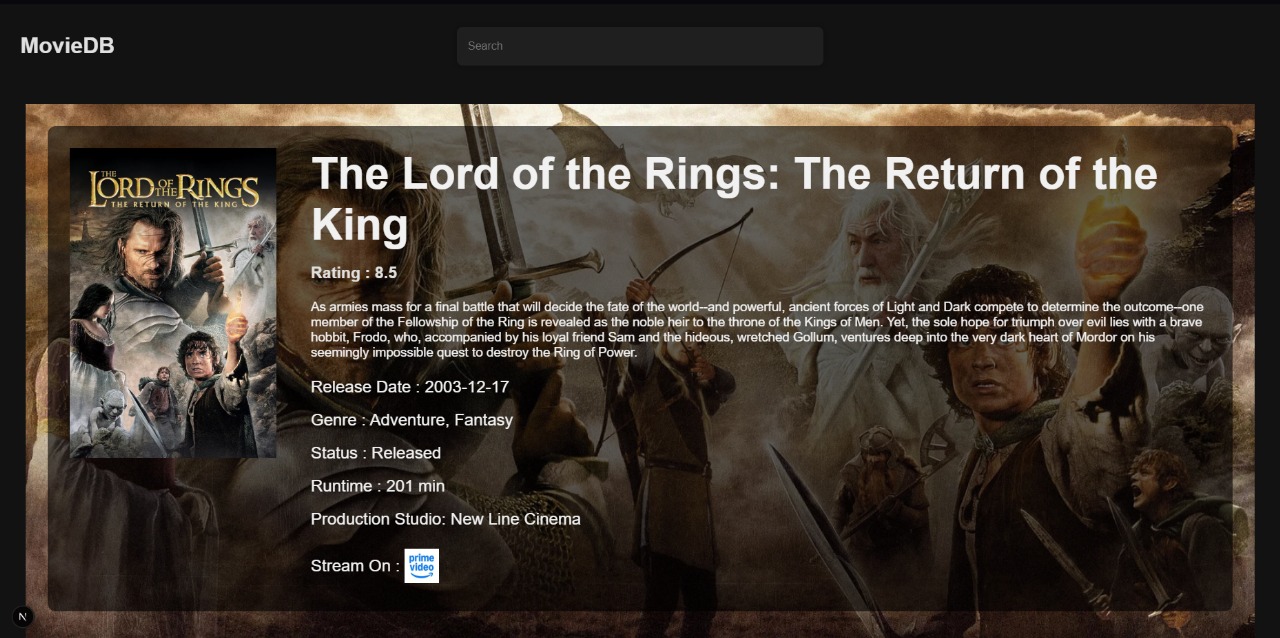 MovieDB
Search
THE
LORD OF THE RINGS
THE RETURN OF THE KING
The Lord of the Rings: The Return of the
King
Rating : 8.5
As armies mass for a final battle that will decide the fate of the world--and powerful, ancient forces of Light and Dark compete to determine the outcome--one
member of the Fellowship of the Ring is revealed as the noble heir to the throne of the Kings of Men. Yet, the sole hope for triumph over evil lies with a brave
hobbit, Frodo, who, accompanied by his loyal friend Sam and the hideous, wretched Gollum, ventures deep into the very dark heart of Mordor on his
seemingly impossible quest to destroy the Ring of Power.
Release Date : 2003-12-17
Genre : Adventure, Fantasy
Status : Released
Runtime : 201 min
Production Studio: New Line Cinema
Stream On :
prime
video
N